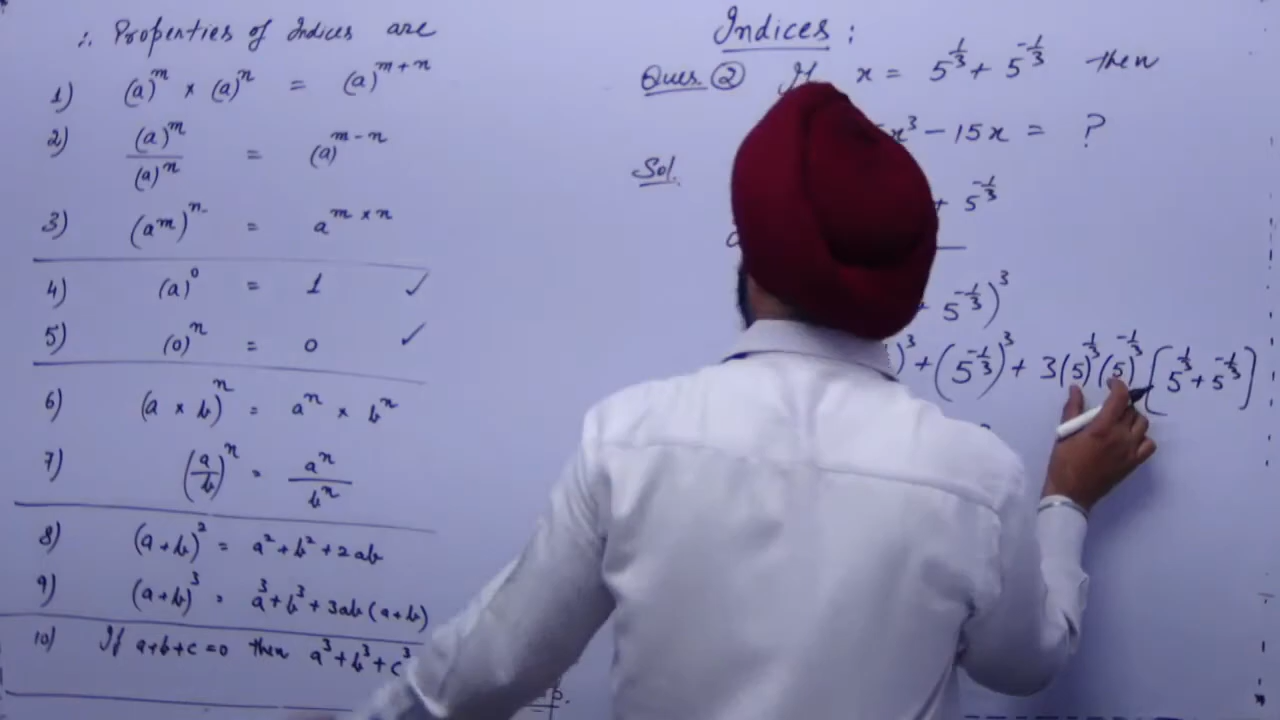 ∴ Properties of Indices are
1) (a)^m × (a)^n = (a)^{m+n}
2) (a)^m / (a)^n = (a)^{m-n}
3) (a^m)^n = a^{m×n}
4) (a)^0 = 1 ✓
5) (0)^n = 0 ✓
6) (a × b)^n = a^n × b^n
7) (a/b)^n = a^n / b^n
8) (a+b)^2 = a^2+b^2+2ab
9) (a+b)^3 = a^3+b^3+3ab(a+b)
10) If a+b+c=0 then a^3+b^3+c^3
Indices:
Ques. ② If x = 5^{1/3} + 5^{-1/3} then
x^3 - 15x = ?
Sol.
+ 5^{-1/3}
5^{-1/3})^3
)^3 + (5^{-1/3})^3 + 3(5)^{1/3}(5)^{-1/3} [5^{1/3} + 5^{-1/3}]